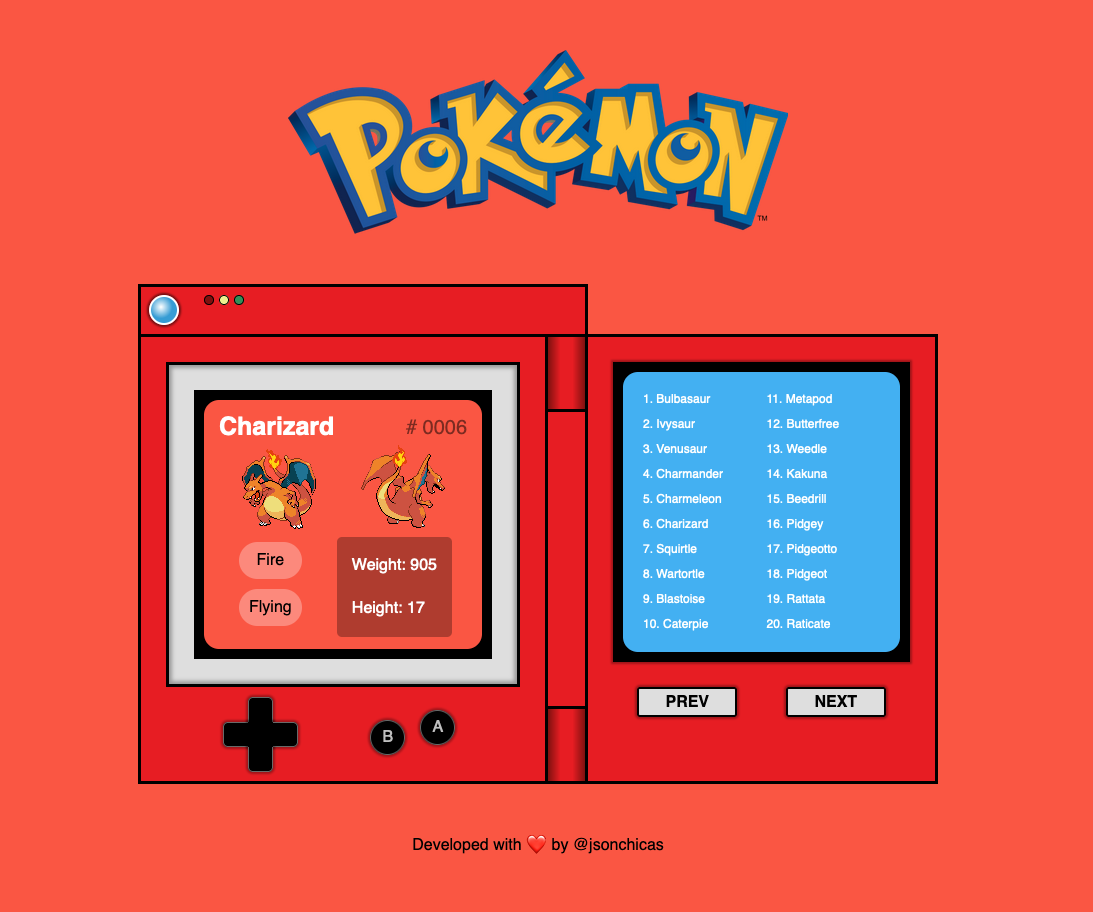 POKéMON
TM
Charizard # 0006
Fire
Flying
Weight: 905
Height: 17
B A
1. Bulbasaur
2. Ivysaur
3. Venusaur
4. Charmander
5. Charmeleon
6. Charizard
7. Squirtle
8. Wartortle
9. Blastoise
10. Caterpie
11. Metapod
12. Butterfree
13. Weedle
14. Kakuna
15. Beedrill
16. Pidgey
17. Pidgeotto
18. Pidgeot
19. Rattata
20. Raticate
PREV NEXT
Developed with ❤️ by @jsonchicas